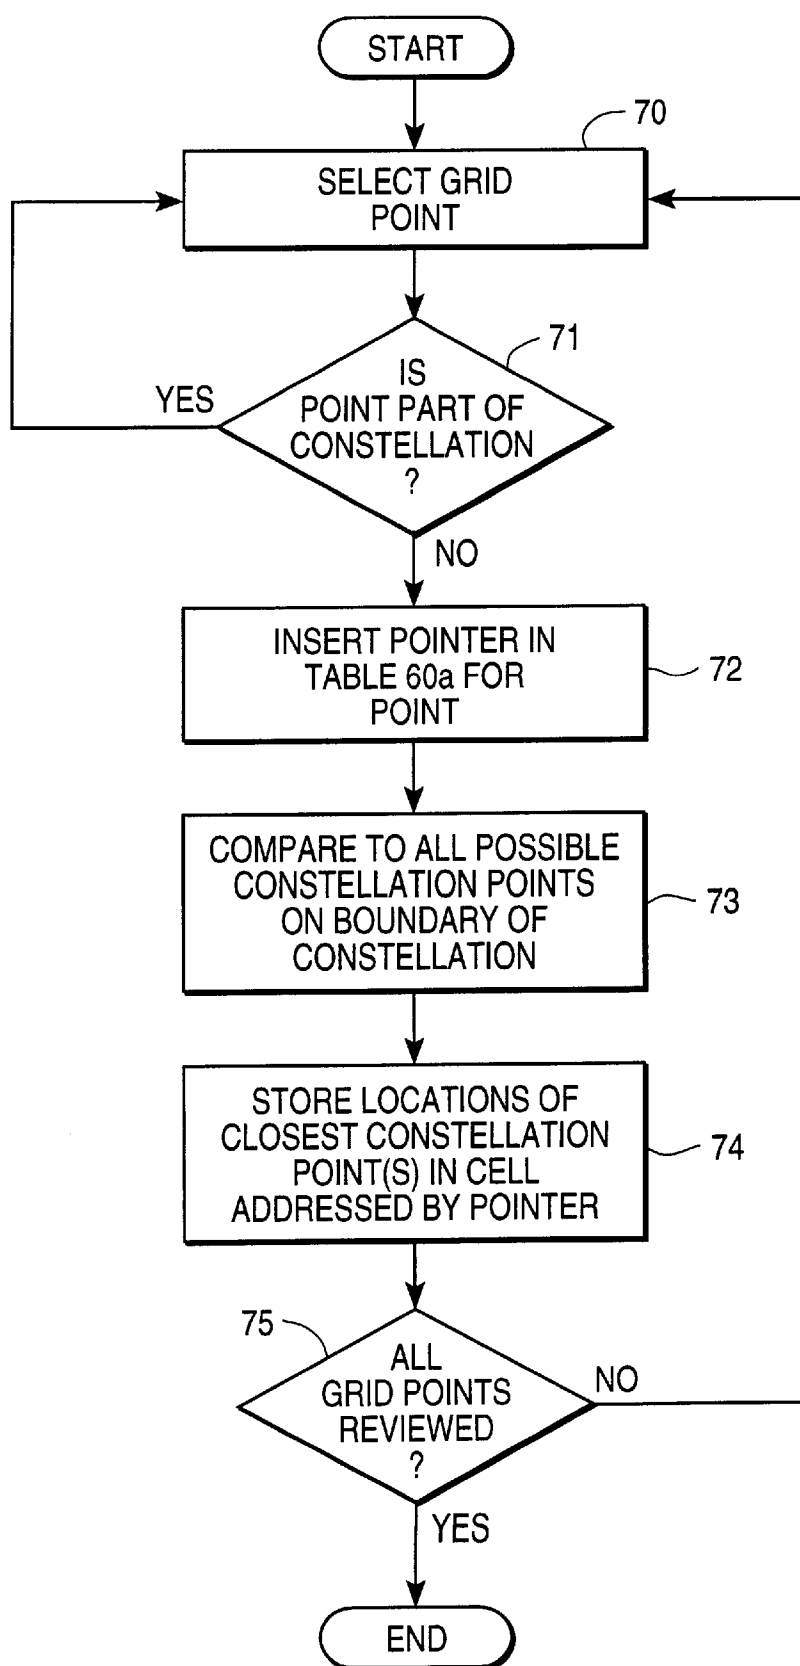 START
70
SELECT GRID
POINT
71
IS
POINT PART OF
CONSTELLATION
?
YES
NO
INSERT POINTER IN
TABLE 60a FOR
POINT
72
COMPARE TO ALL POSSIBLE
CONSTELLATION POINTS
ON BOUNDARY OF
CONSTELLATION
73
STORE LOCATIONS OF
CLOSEST CONSTELLATION
POINT(S) IN CELL
ADDRESSED BY POINTER
74
75
ALL
GRID POINTS
REVIEWED
?
NO
YES
END